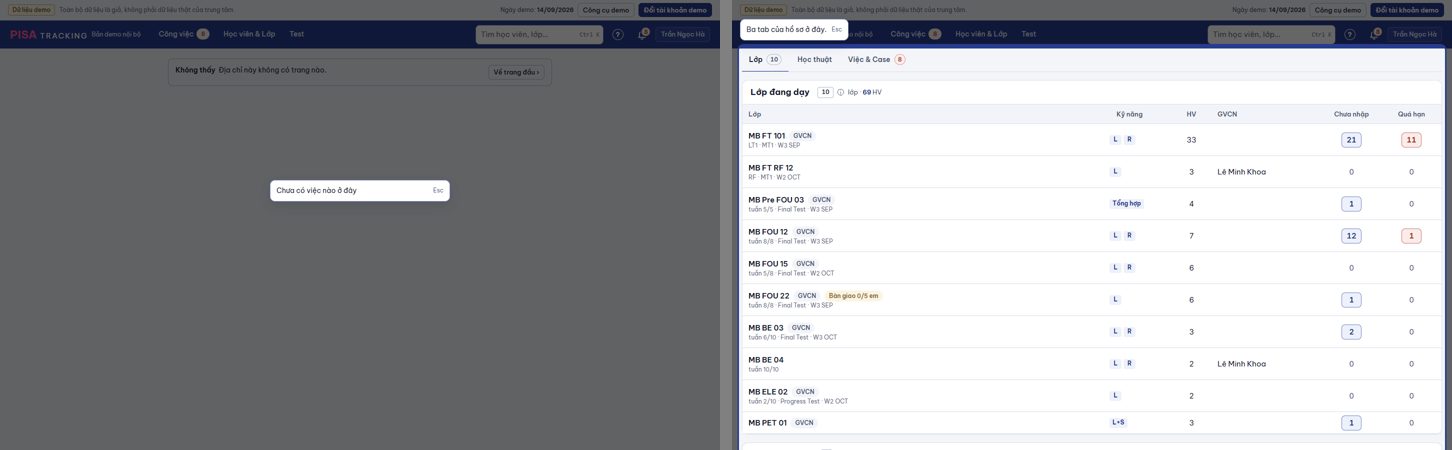 Dữ liệu demo Toàn bộ dữ liệu là giả, không phải dữ liệu thật của trung tâm. Ngày demo: 14/09/2026 Công cụ demo Đổi tài khoản demo
PISA TRACKING Bản demo nội bộ Công việc 8 Học viên & Lớp Test Tìm học viên, lớp... Ctrl K ? Trần Ngọc Hà
Không thấy Địa chỉ này không có trang nào. Về trang đầu ›
Chưa có việc nào ở đây Esc
Dữ liệu demo Toàn bộ dữ liệu là giả, không phải dữ liệu thật của trung tâm. Ngày demo: 14/09/2026 Công cụ demo Đổi tài khoản demo
Ba tab của hồ sơ ở đây. Esc
nội bộ Công việc 8 Học viên & Lớp Test Tìm học viên, lớp... Ctrl K ? Trần Ngọc Hà
Lớp 10 Học thuật Việc & Case 8
Lớp đang dạy 10 lớp · 69 HV
Lớp Kỹ năng HV GVCN Chưa nhập Quá hạn
MB FT 101 GVCN L R 33 21 11
LT1 · MT1 · W3 SEP
MB FT RF 12 L 3 Lê Minh Khoa 0 0
RF · MT1 · W2 OCT
MB Pre FOU 03 GVCN Tổng hợp 4 1 0
tuần 5/5 · Final Test · W3 SEP
MB FOU 12 GVCN L R 7 12 1
tuần 8/8 · Final Test · W3 SEP
MB FOU 15 GVCN L R 6 0 0
tuần 5/8 · Final Test · W2 OCT
MB FOU 22 GVCN Bàn giao 0/5 em L 6 1 0
tuần 8/8 · Final Test · W3 SEP
MB BE 03 GVCN L R 3 2 0
tuần 6/10 · Final Test · W3 OCT
MB BE 04 L R 2 Lê Minh Khoa 0 0
tuần 10/10
MB ELE 02 GVCN L 2 0 0
tuần 2/10 · Progress Test · W2 OCT
MB PET 01 GVCN L+S 3 1 0